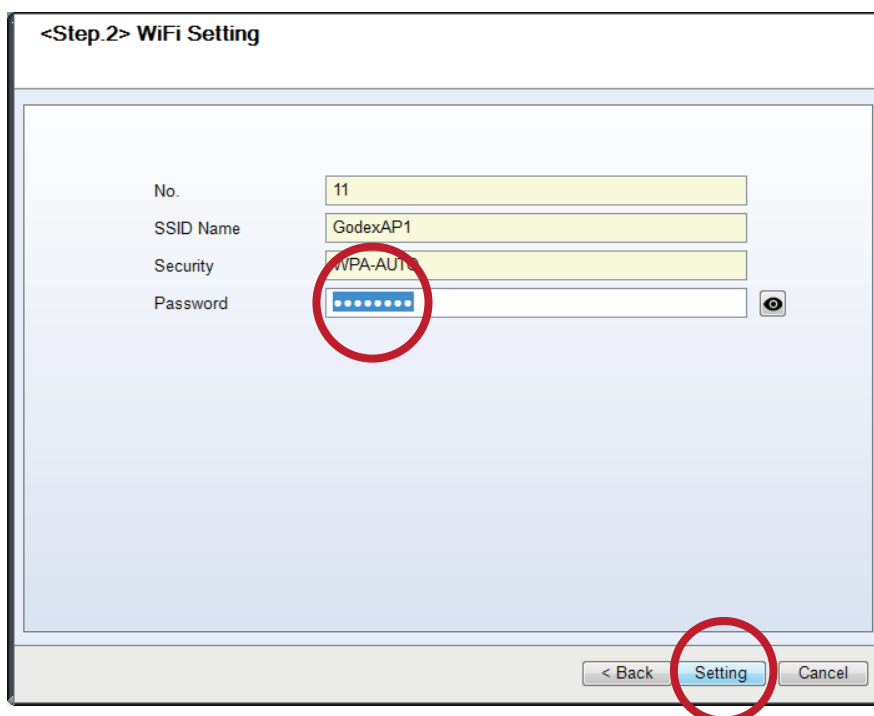 <Step.2> WiFi Setting
No. 11
SSID Name GodexAP1
Security WPA-AUTO
Password ••••••••
< Back Setting Cancel